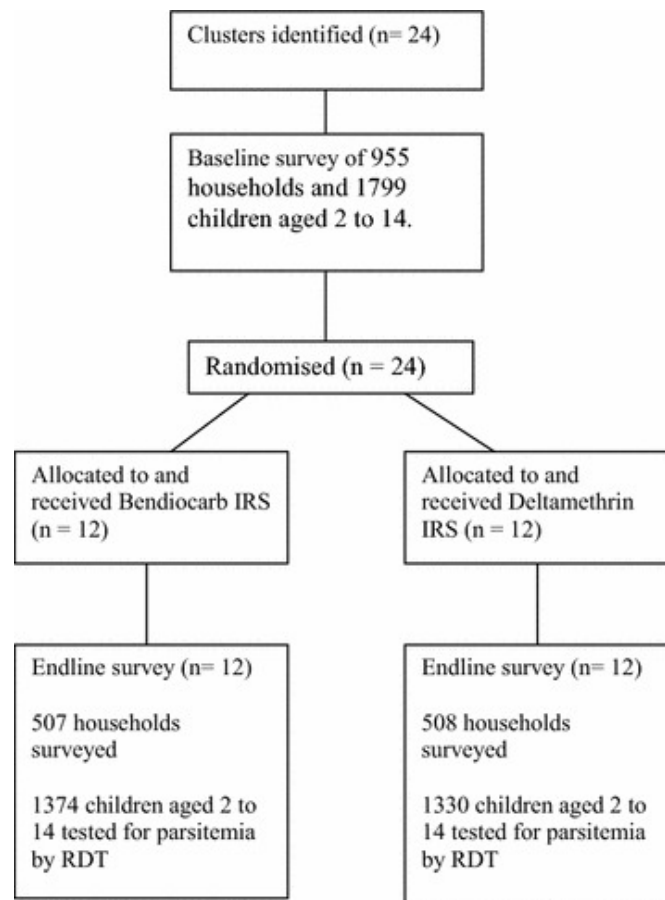 Clusters identified (n= 24)
Baseline survey of 955
households and 1799
children aged 2 to 14.
Randomised (n = 24)
Allocated to and
received Bendiocarb IRS
(n = 12)
Allocated to and
received Deltamethrin
IRS (n = 12)
Endline survey (n= 12)
507 households
surveyed
1374 children aged 2 to
14 tested for parsitemia
by RDT
Endline survey (n= 12)
508 households
surveyed
1330 children aged 2 to
14 tested for parsitemia
by RDT